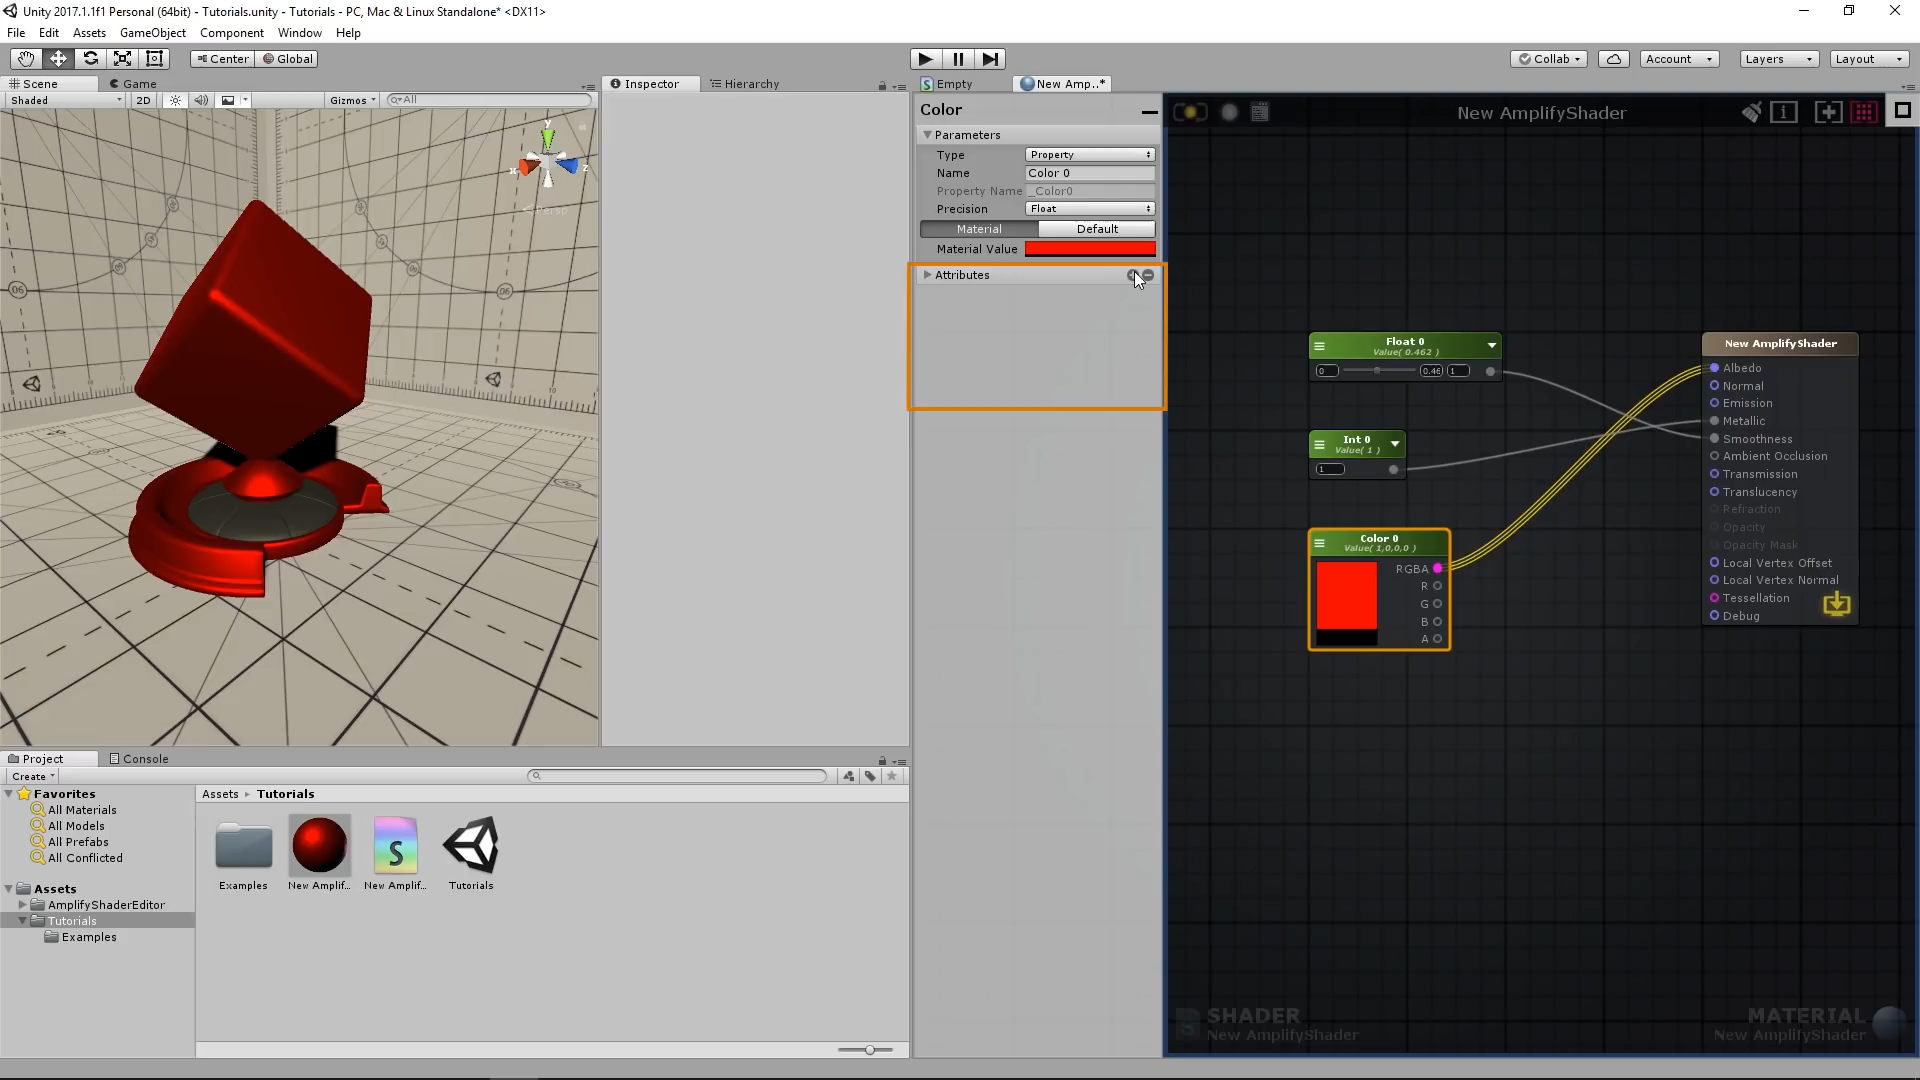 Unity 2017.1.1f1 Personal (64bit) - Tutorials.unity - Tutorials - PC, Mac & Linux Standalone* <DX11>
File Edit Assets GameObject Component Window Help
Center Global
Collab Account Layers Layout
Scene Game
Shaded 2D Gizmos All
y
x
z
Persp
Inspector Hierarchy
Empty New Amp..*
Color
Parameters
Type Property
Name Color 0
Property Name _Color0
Precision Float
Material Default
Material Value
Attributes
New AmplifyShader
Float 0
Value( 0.462 )
0 0.46 1
Int 0
Value( 1 )
1
Color 0
Value( 1,0,0,0 )
RGBA
R
G
B
A
New AmplifyShader
Albedo
Normal
Emission
Metallic
Smoothness
Ambient Occlusion
Transmission
Translucency
Refraction
Opacity
Opacity Mask
Local Vertex Offset
Local Vertex Normal
Tessellation
Debug
SHADER
New AmplifyShader
MATERIAL
New AmplifyShader
Project Console
Create
Favorites
All Materials
All Models
All Prefabs
All Conflicted
Assets
AmplifyShaderEditor
Tutorials
Examples
Assets Tutorials
Examples
New Amplif...
New Amplif...
Tutorials